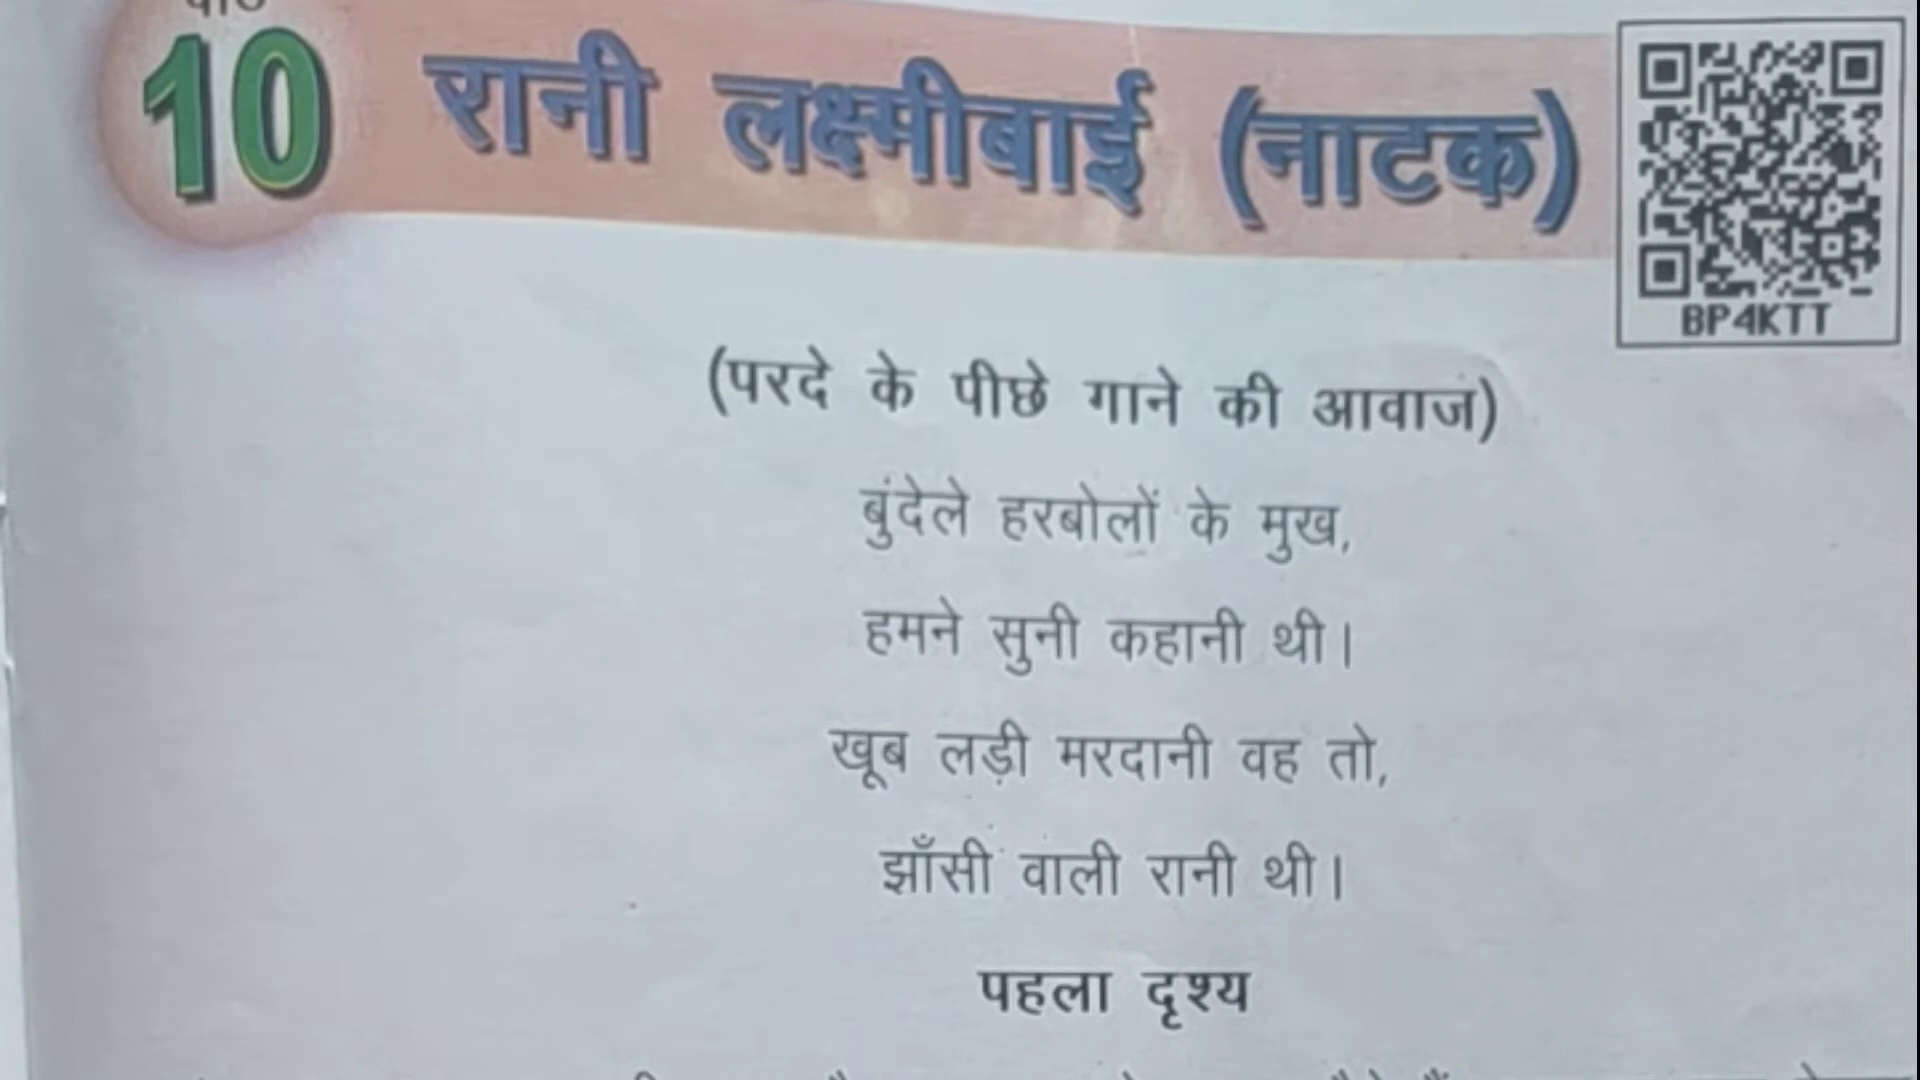 पाठ
10 रानी लक्ष्मीबाई (नाटक)
BP4KTT
(परदे के पीछे गाने की आवाज)
बुंदेले हरबोलों के मुख,
हमने सुनी कहानी थी।
खूब लड़ी मरदानी वह तो,
झाँसी वाली रानी थी।
पहला दृश्य